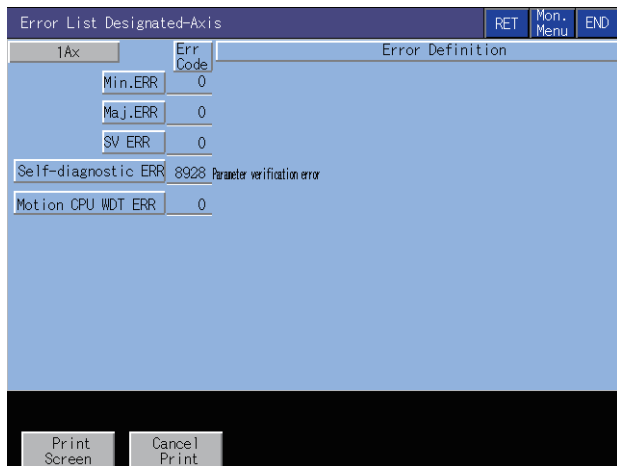 Error List Designated-Axis RET Mon. Menu END
1Ax Err Code Error Definition
Min.ERR 0
Maj.ERR 0
SV ERR 0
Self-diagnostic ERR 8928 Parameter verification error
Motion CPU WDT ERR 0
Print Screen Cancel Print